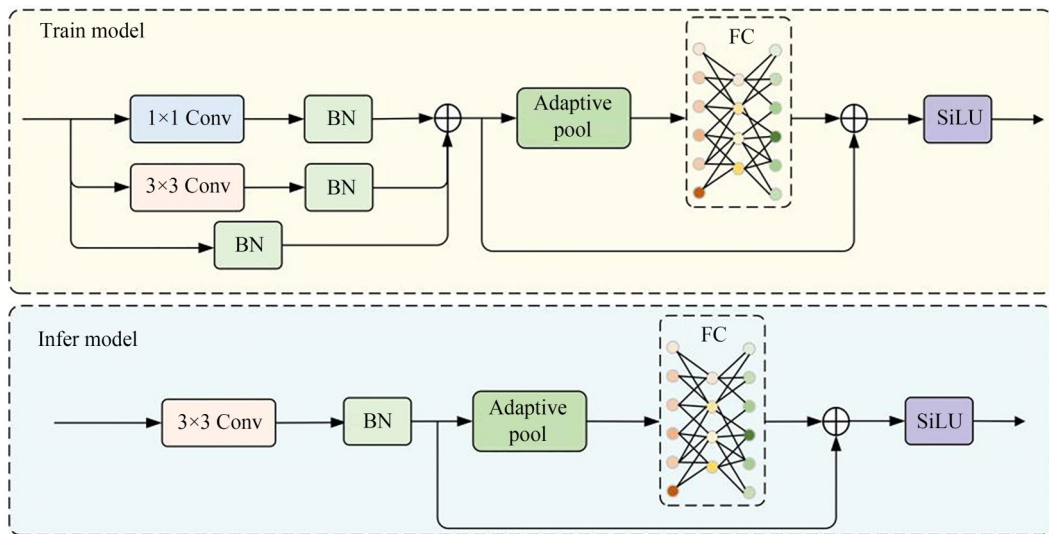 Train model
FC
1×1 Conv
BN
Adaptive
pool
SiLU
3×3 Conv
BN
BN
Infer model
FC
3×3 Conv
BN
Adaptive
pool
SiLU